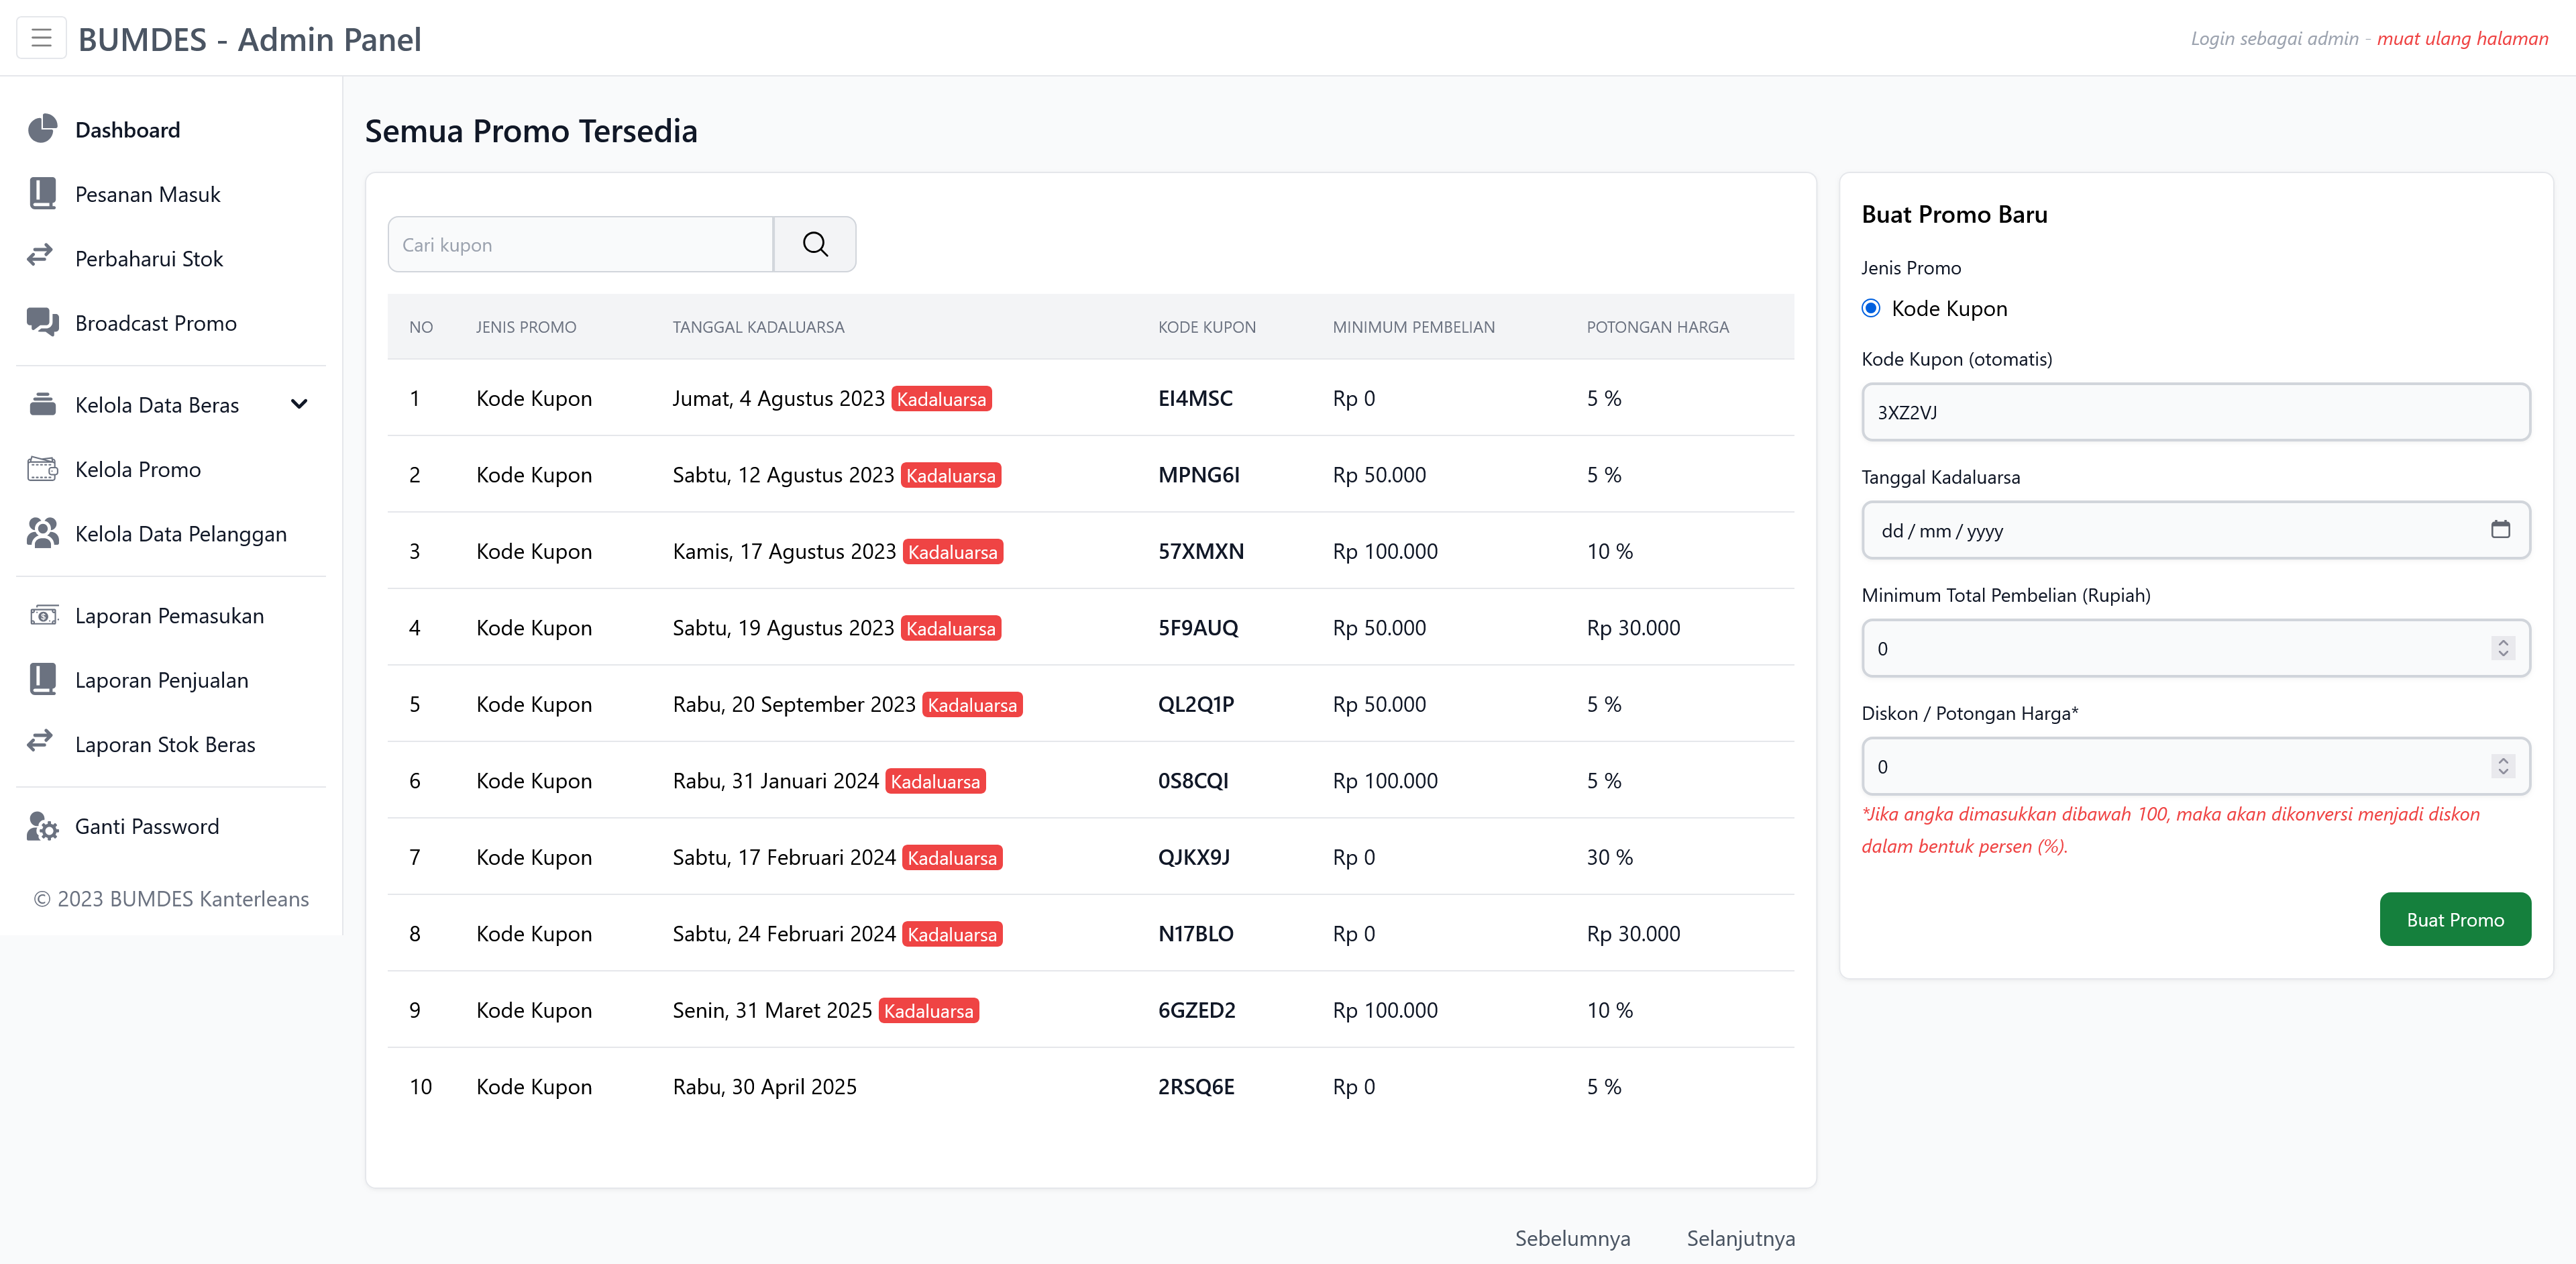 BUMDES - Admin Panel
Login sebagai admin - muat ulang halaman
Dashboard
Pesanan Masuk
Perbaharui Stok
Broadcast Promo
Kelola Data Beras
Kelola Promo
Kelola Data Pelanggan
Laporan Pemasukan
Laporan Penjualan
Laporan Stok Beras
Ganti Password
© 2023 BUMDES Kanterleans
Semua Promo Tersedia
Cari kupon
NO JENIS PROMO TANGGAL KADALUARSA KODE KUPON MINIMUM PEMBELIAN POTONGAN HARGA
1 Kode Kupon Jumat, 4 Agustus 2023 Kadaluarsa EI4MSC Rp 0 5 %
2 Kode Kupon Sabtu, 12 Agustus 2023 Kadaluarsa MPNG6I Rp 50.000 5 %
3 Kode Kupon Kamis, 17 Agustus 2023 Kadaluarsa 57XMXN Rp 100.000 10 %
4 Kode Kupon Sabtu, 19 Agustus 2023 Kadaluarsa 5F9AUQ Rp 50.000 Rp 30.000
5 Kode Kupon Rabu, 20 September 2023 Kadaluarsa QL2Q1P Rp 50.000 5 %
6 Kode Kupon Rabu, 31 Januari 2024 Kadaluarsa 0S8CQI Rp 100.000 5 %
7 Kode Kupon Sabtu, 17 Februari 2024 Kadaluarsa QJKX9J Rp 0 30 %
8 Kode Kupon Sabtu, 24 Februari 2024 Kadaluarsa N17BLO Rp 0 Rp 30.000
9 Kode Kupon Senin, 31 Maret 2025 Kadaluarsa 6GZED2 Rp 100.000 10 %
10 Kode Kupon Rabu, 30 April 2025 2RSQ6E Rp 0 5 %
Sebelumnya Selanjutnya
Buat Promo Baru
Jenis Promo
Kode Kupon
Kode Kupon (otomatis)
3XZ2VJ
Tanggal Kadaluarsa
dd / mm / yyyy
Minimum Total Pembelian (Rupiah)
0
Diskon / Potongan Harga*
0
*Jika angka dimasukkan dibawah 100, maka akan dikonversi menjadi diskon
dalam bentuk persen (%).
Buat Promo